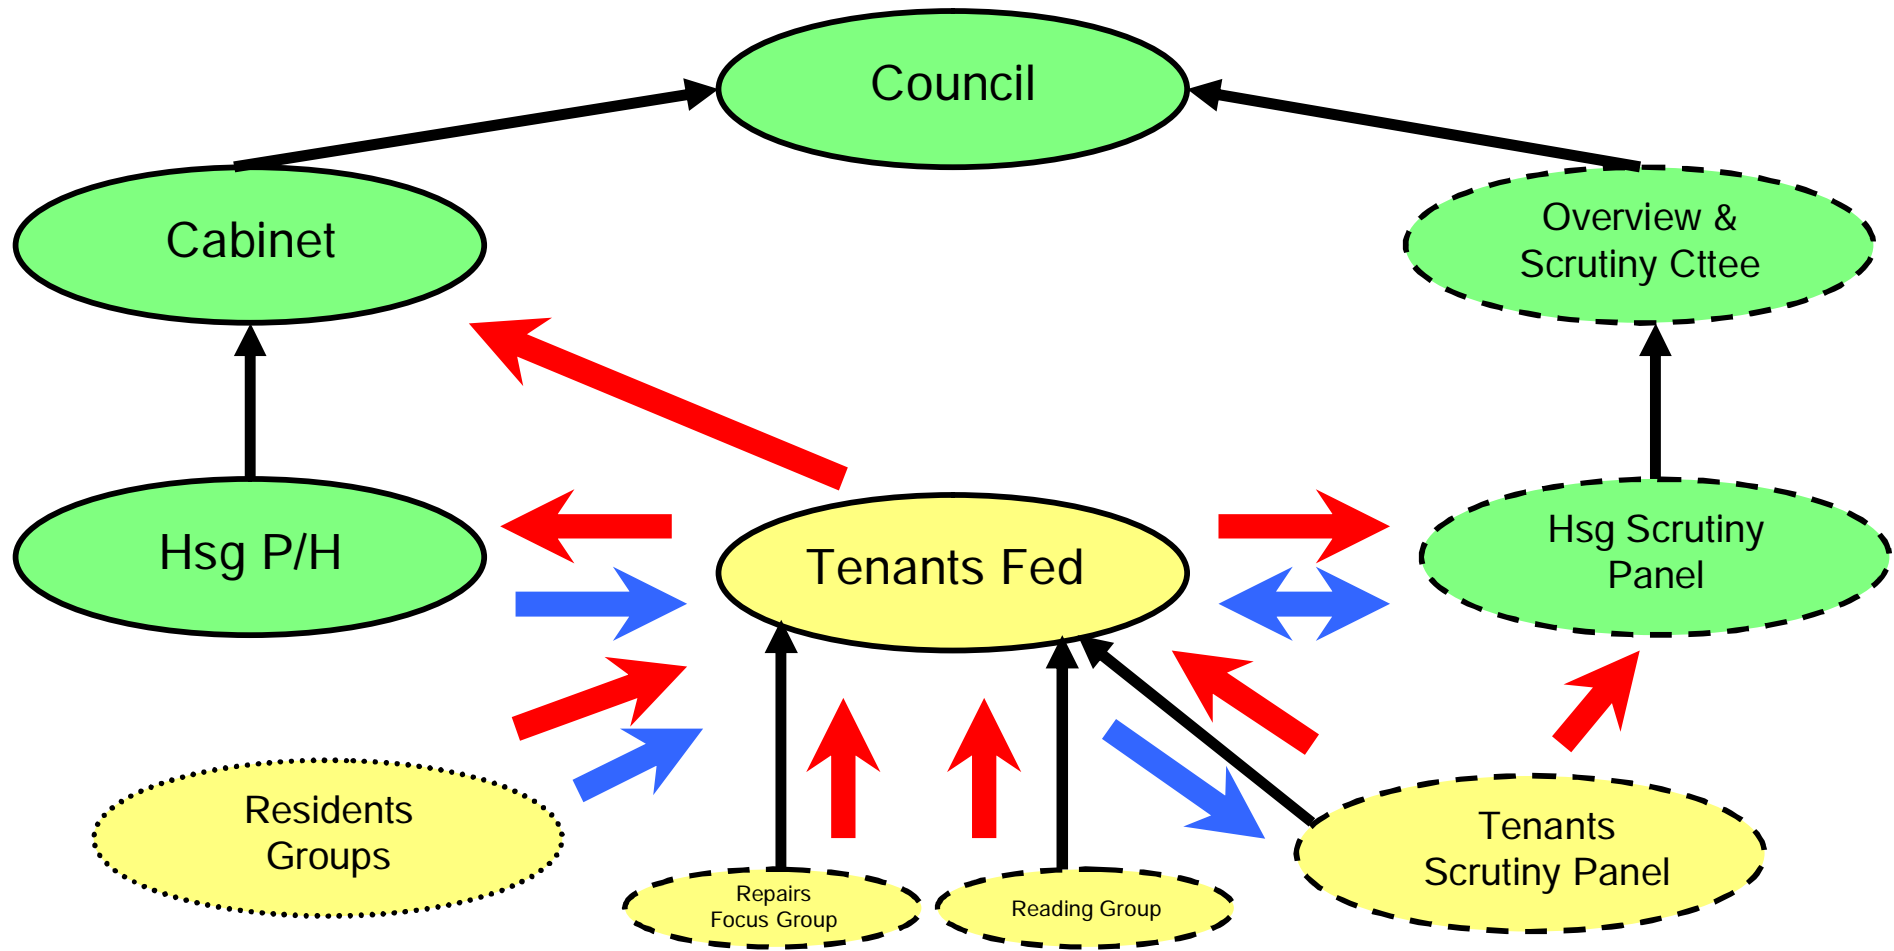 Council
Cabinet
Overview &
Scrutiny Cttee
Hsg P/H
Tenants Fed
Hsg Scrutiny
Panel
Residents
Groups
Repairs
Focus Group
Reading Group
Tenants
Scrutiny Panel